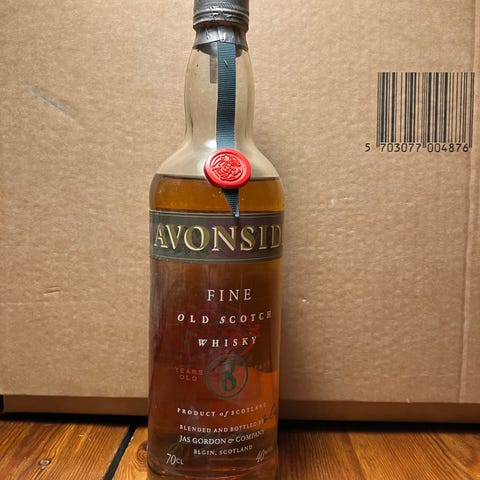 5 703077 004876
AVONSID
FINE
OLD SCOTCH
WHISKY
YEARS
OLD
8
PRODUCT of SCOTLAND
BLENDED AND BOTTLED BY
JAS GORDON & COMPANY
ELGIN, SCOTLAND
70CL 40%